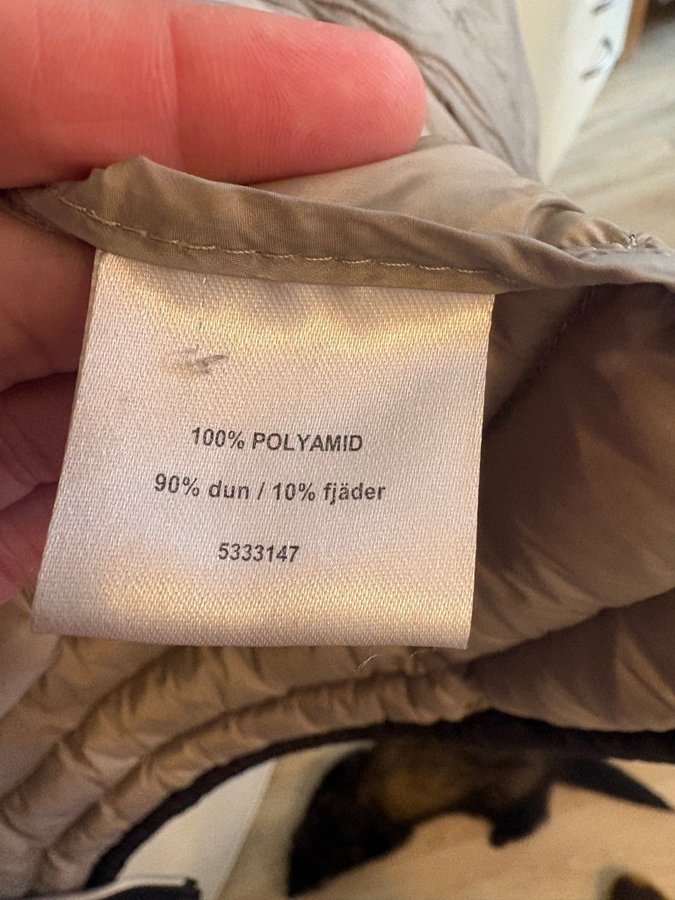 100% POLYAMID
90% dun / 10% fjäder
5333147